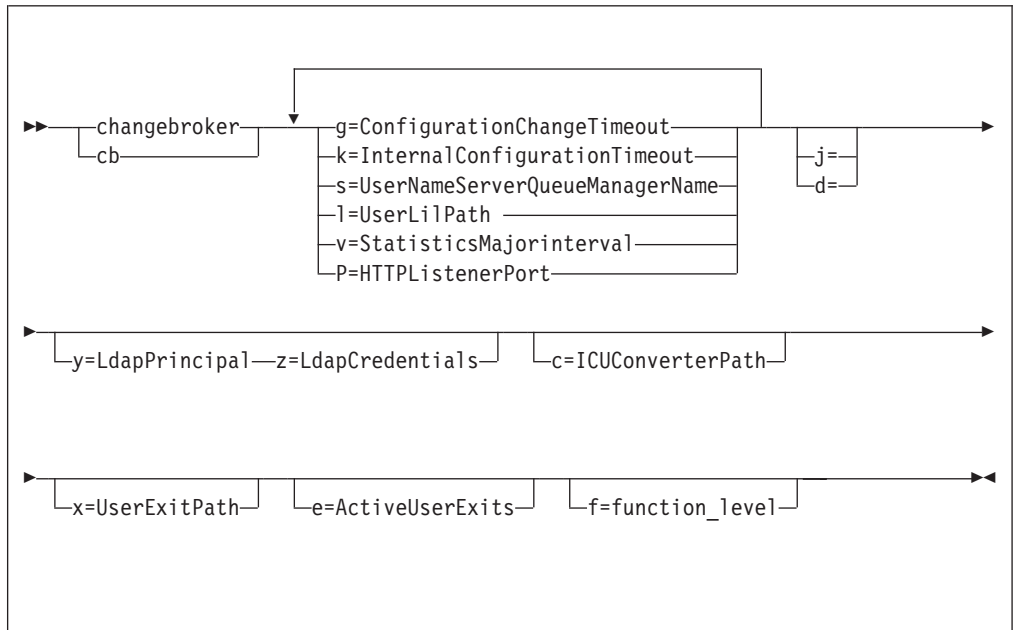 changebroker
cb
g=ConfigurationChangeTimeout
k=InternalConfigurationTimeout
s=UserNameServerQueueManagerName
l=UserLilPath
v=StatisticsMajorinterval
P=HTTPListenerPort
j=
d=
y=LdapPrincipal z=LdapCredentials
c=ICUConverterPath
x=UserExitPath
e=ActiveUserExits
f=function_level